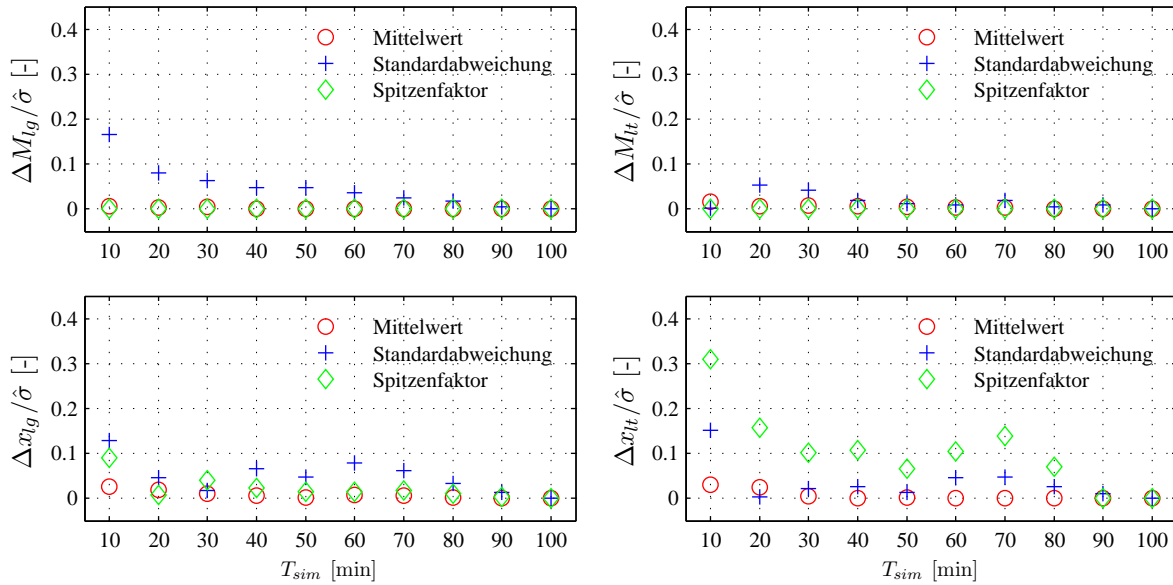 0.4
0.3
0.2
0.1
0
ΔM_lg/σ̂ [-]
Mittelwert
Standardabweichung
Spitzenfaktor
10 20 30 40 50 60 70 80 90 100
0.4
0.3
0.2
0.1
0
ΔM_lt/σ̂ [-]
Mittelwert
Standardabweichung
Spitzenfaktor
10 20 30 40 50 60 70 80 90 100
0.4
0.3
0.2
0.1
0
Δx_lg/σ̂ [-]
Mittelwert
Standardabweichung
Spitzenfaktor
10 20 30 40 50 60 70 80 90 100
T_sim [min]
0.4
0.3
0.2
0.1
0
Δx_lt/σ̂ [-]
Mittelwert
Standardabweichung
Spitzenfaktor
10 20 30 40 50 60 70 80 90 100
T_sim [min]